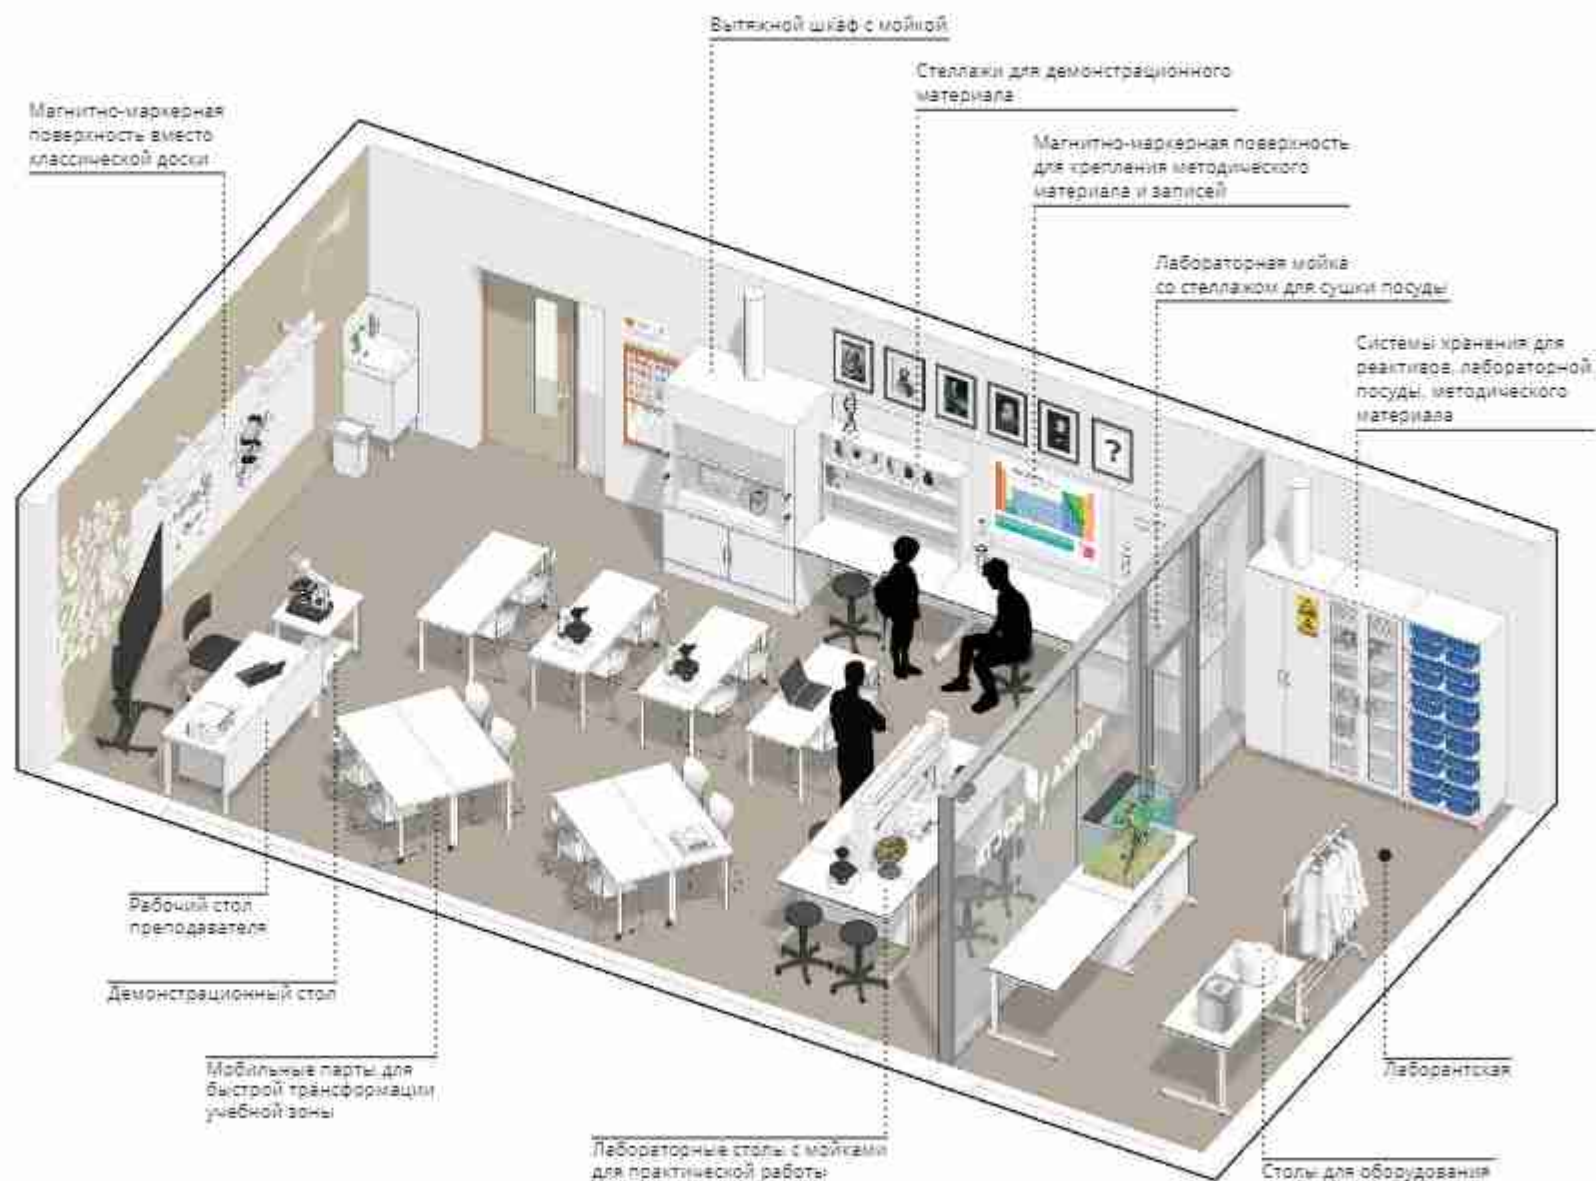 Вытяжной шкаф с мойкой
Стеллажи для демонстрационного
материала
Магнитно-маркерная
поверхность вместо
классической доски
Магнитно-маркерная поверхность
для крепления методического
материала и записей
Лабораторная мойка
со стеллажом для сушки посуды
Системы хранения для
реактивов, лабораторной
посуды, методического
материала
?
Рабочий стол
преподавателя
Демонстрационный стол
Мобильные парты для
быстрой трансформации
учебной зоны
Лабораторные столы с мойками
для практической работы
Лаборантская
Столы для оборудования